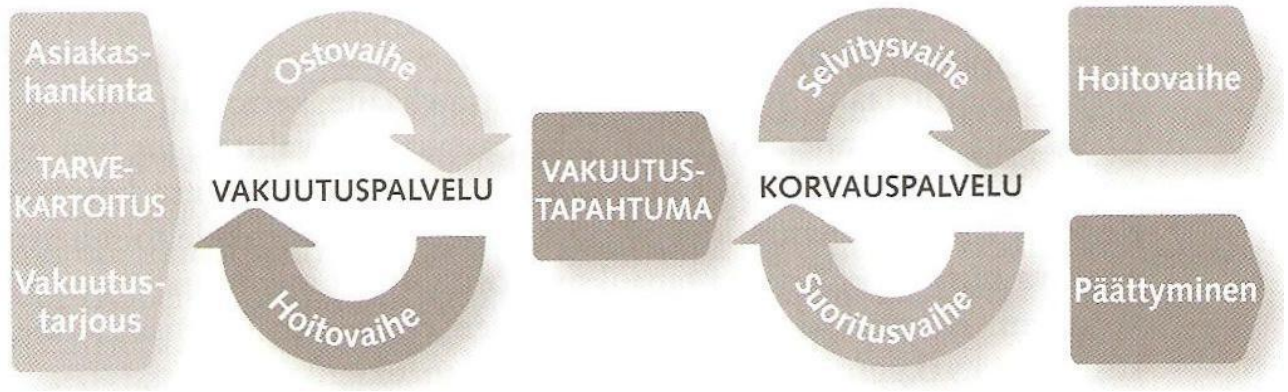 Asiakas-
hankinta
TARVE-
KARTOITUS
Vakuutus-
tarjous
Ostovaihe
VAKUUTUSPALVELU
Hoitovaihe
VAKUUTUS-
TAPAHTUMA
Selvitysvaihe
KORVAUSPALVELU
Suoritusvaihe
Hoitovaihe
Päättyminen